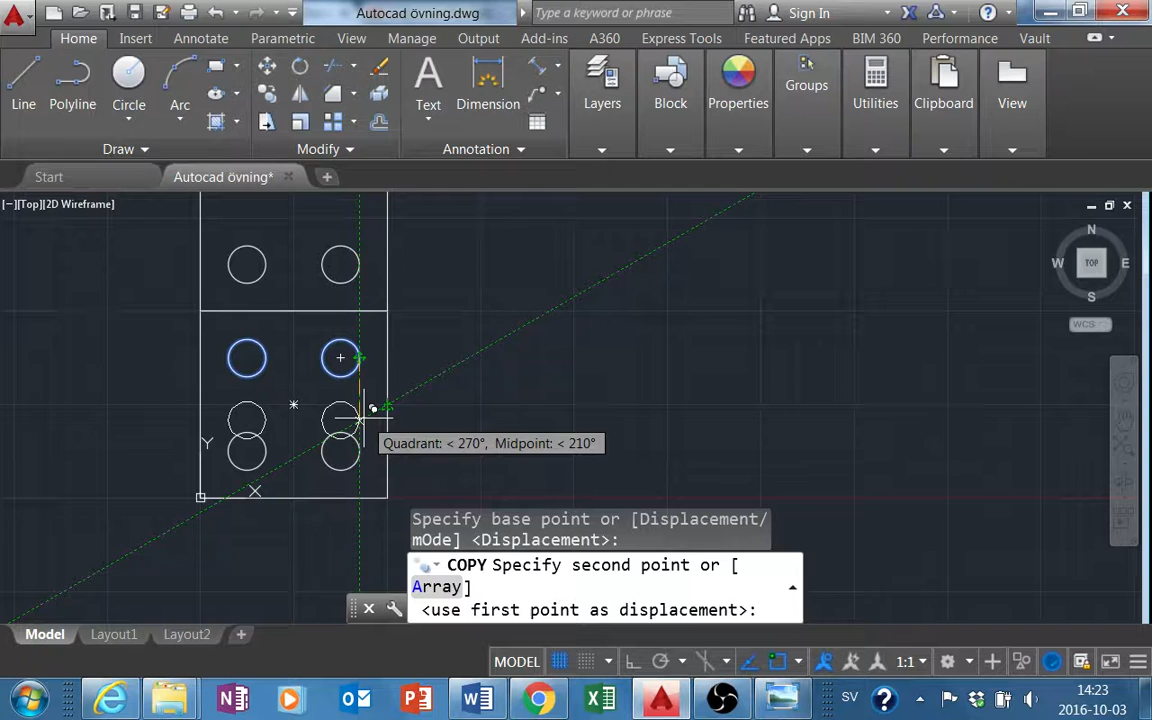 Autocad övning.dwg
Type a keyword or phrase
Sign In
Home Insert Annotate Parametric View Manage Output Add-ins A360 Express Tools Featured Apps BIM 360 Performance Vault
Line Polyline Circle Arc
Text Dimension
Layers Block Properties Groups Utilities Clipboard View
Draw Modify Annotation
Start Autocad övning*
[−][Top][2D Wireframe]
N
W TOP E
S
WCS
Y
X
Quadrant: < 270°, Midpoint: < 210°
Specify base point or [Displacement/
mOde] <Displacement>:
COPY Specify second point or [
Array]
<use first point as displacement>:
Model Layout1 Layout2
MODEL 1:1
SV
14:23
2016-10-03